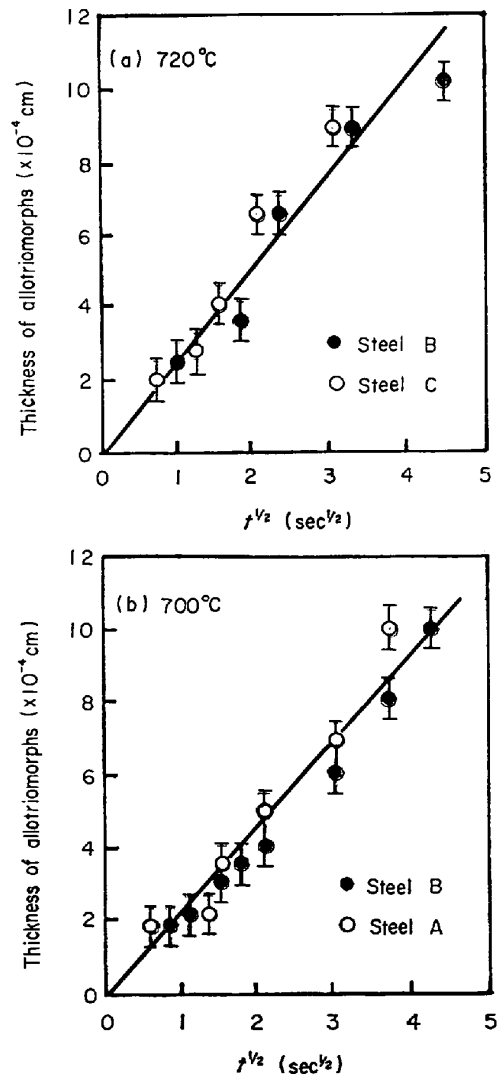 (a) 720°C
Thickness of allotriomorphs (×10⁻⁴ cm)
12
10
8
6
4
2
0
0 1 2 3 4 5
● Steel B
○ Steel C
t^½ (sec^½)
(b) 700°C
Thickness of allotriomorphs (×10⁻⁴ cm)
12
10
8
6
4
2
0
0 1 2 3 4 5
● Steel B
○ Steel A
t^½ (sec^½)